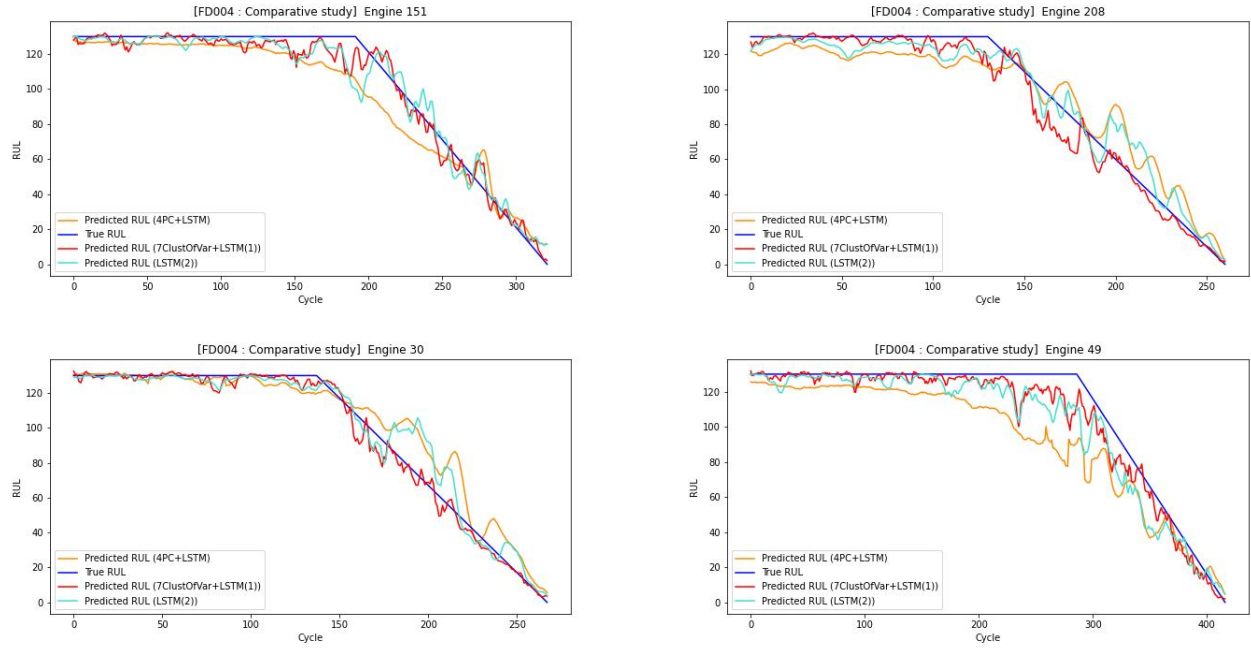 [FD004 : Comparative study] Engine 151
RUL
120
100
80
60
40
20
0
Predicted RUL (4PC+LSTM)
True RUL
Predicted RUL (7ClustOfVar+LSTM(1))
Predicted RUL (LSTM(2))
0 50 100 150 200 250 300
Cycle
[FD004 : Comparative study] Engine 208
RUL
120
100
80
60
40
20
0
Predicted RUL (4PC+LSTM)
True RUL
Predicted RUL (7ClustOfVar+LSTM(1))
Predicted RUL (LSTM(2))
0 50 100 150 200 250
Cycle
[FD004 : Comparative study] Engine 30
RUL
120
100
80
60
40
20
0
Predicted RUL (4PC+LSTM)
True RUL
Predicted RUL (7ClustOfVar+LSTM(1))
Predicted RUL (LSTM(2))
0 50 100 150 200 250
Cycle
[FD004 : Comparative study] Engine 49
RUL
120
100
80
60
40
20
0
Predicted RUL (4PC+LSTM)
True RUL
Predicted RUL (7ClustOfVar+LSTM(1))
Predicted RUL (LSTM(2))
0 100 200 300 400
Cycle